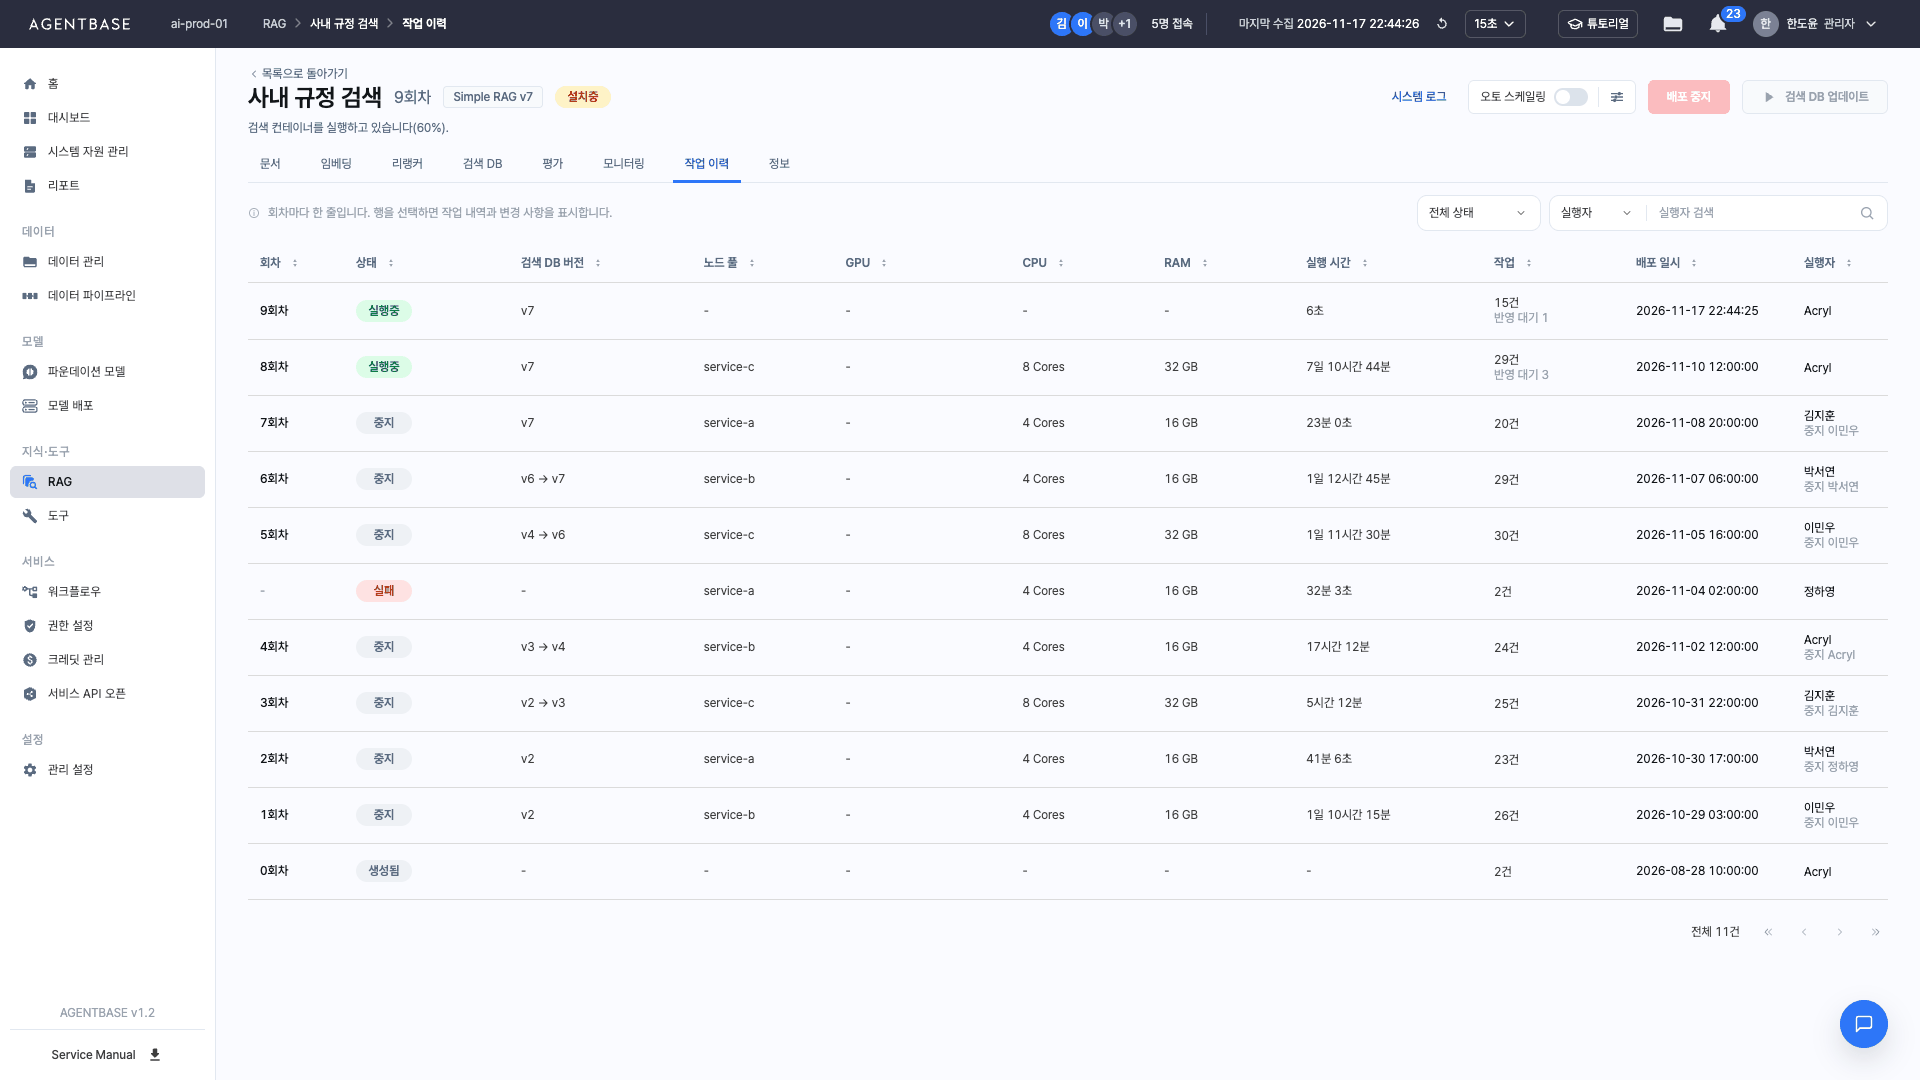 AGENTBASE
ai-prod-01
RAG
사내 규정 검색
작업 이력
김
이
박
+1
5명 접속
마지막 수집 2026-11-17 22:44:26
15초
튜토리얼
23
한
한도윤 관리자
홈
대시보드
시스템 자원 관리
리포트
데이터
데이터 관리
데이터 파이프라인
모델
파운데이션 모델
모델 배포
지식·도구
RAG
도구
서비스
워크플로우
권한 설정
크레딧 관리
서비스 API 오픈
설정
관리 설정
AGENTBASE v1.2
Service Manual
목록으로 돌아가기
사내 규정 검색 9회차 Simple RAG v7 설치중
검색 컨테이너를 실행하고 있습니다(60%).
시스템 로그
오토 스케일링
배포 중지
검색 DB 업데이트
문서 임베딩 리랭커 검색 DB 평가 모니터링 작업 이력 정보
회차마다 한 줄입니다. 행을 선택하면 작업 내역과 변경 사항을 표시합니다.
전체 상태
실행자
실행자 검색
회차 상태 검색 DB 버전 노드 풀 GPU CPU RAM 실행 시간 작업 배포 일시 실행자
9회차 실행중 v7 - - - - 6초 15건 2026-11-17 22:44:25 Acryl
반영 대기 1
8회차 실행중 v7 service-c - 8 Cores 32 GB 7일 10시간 44분 29건 2026-11-10 12:00:00 Acryl
반영 대기 3
7회차 중지 v7 service-a - 4 Cores 16 GB 23분 0초 20건 2026-11-08 20:00:00 김지훈
중지 이민우
6회차 중지 v6 → v7 service-b - 4 Cores 16 GB 1일 12시간 45분 29건 2026-11-07 06:00:00 박서연
중지 박서연
5회차 중지 v4 → v6 service-c - 8 Cores 32 GB 1일 11시간 30분 30건 2026-11-05 16:00:00 이민우
중지 이민우
- 실패 - service-a - 4 Cores 16 GB 32분 3초 2건 2026-11-04 02:00:00 정하영
4회차 중지 v3 → v4 service-b - 4 Cores 16 GB 17시간 12분 24건 2026-11-02 12:00:00 Acryl
중지 Acryl
3회차 중지 v2 → v3 service-c - 8 Cores 32 GB 5시간 12분 25건 2026-10-31 22:00:00 김지훈
중지 김지훈
2회차 중지 v2 service-a - 4 Cores 16 GB 41분 6초 23건 2026-10-30 17:00:00 박서연
중지 정하영
1회차 중지 v2 service-b - 4 Cores 16 GB 1일 10시간 15분 26건 2026-10-29 03:00:00 이민우
중지 이민우
0회차 생성됨 - - - - - - 2건 2026-08-28 10:00:00 Acryl
전체 11건